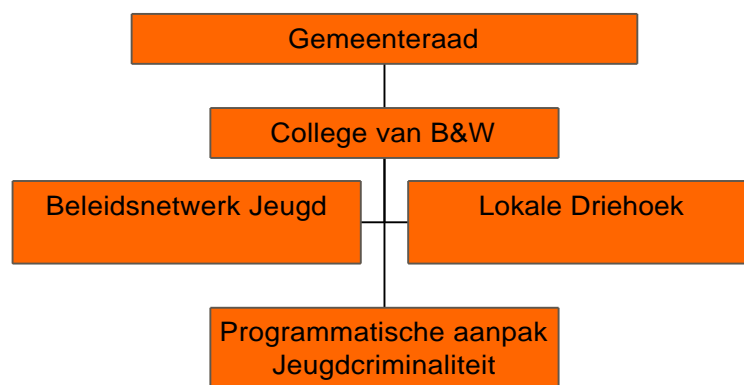 Gemeenteraad
College van B&W
Beleidsnetwerk Jeugd
Lokale Driehoek
Programmatische aanpak
Jeugdcriminaliteit